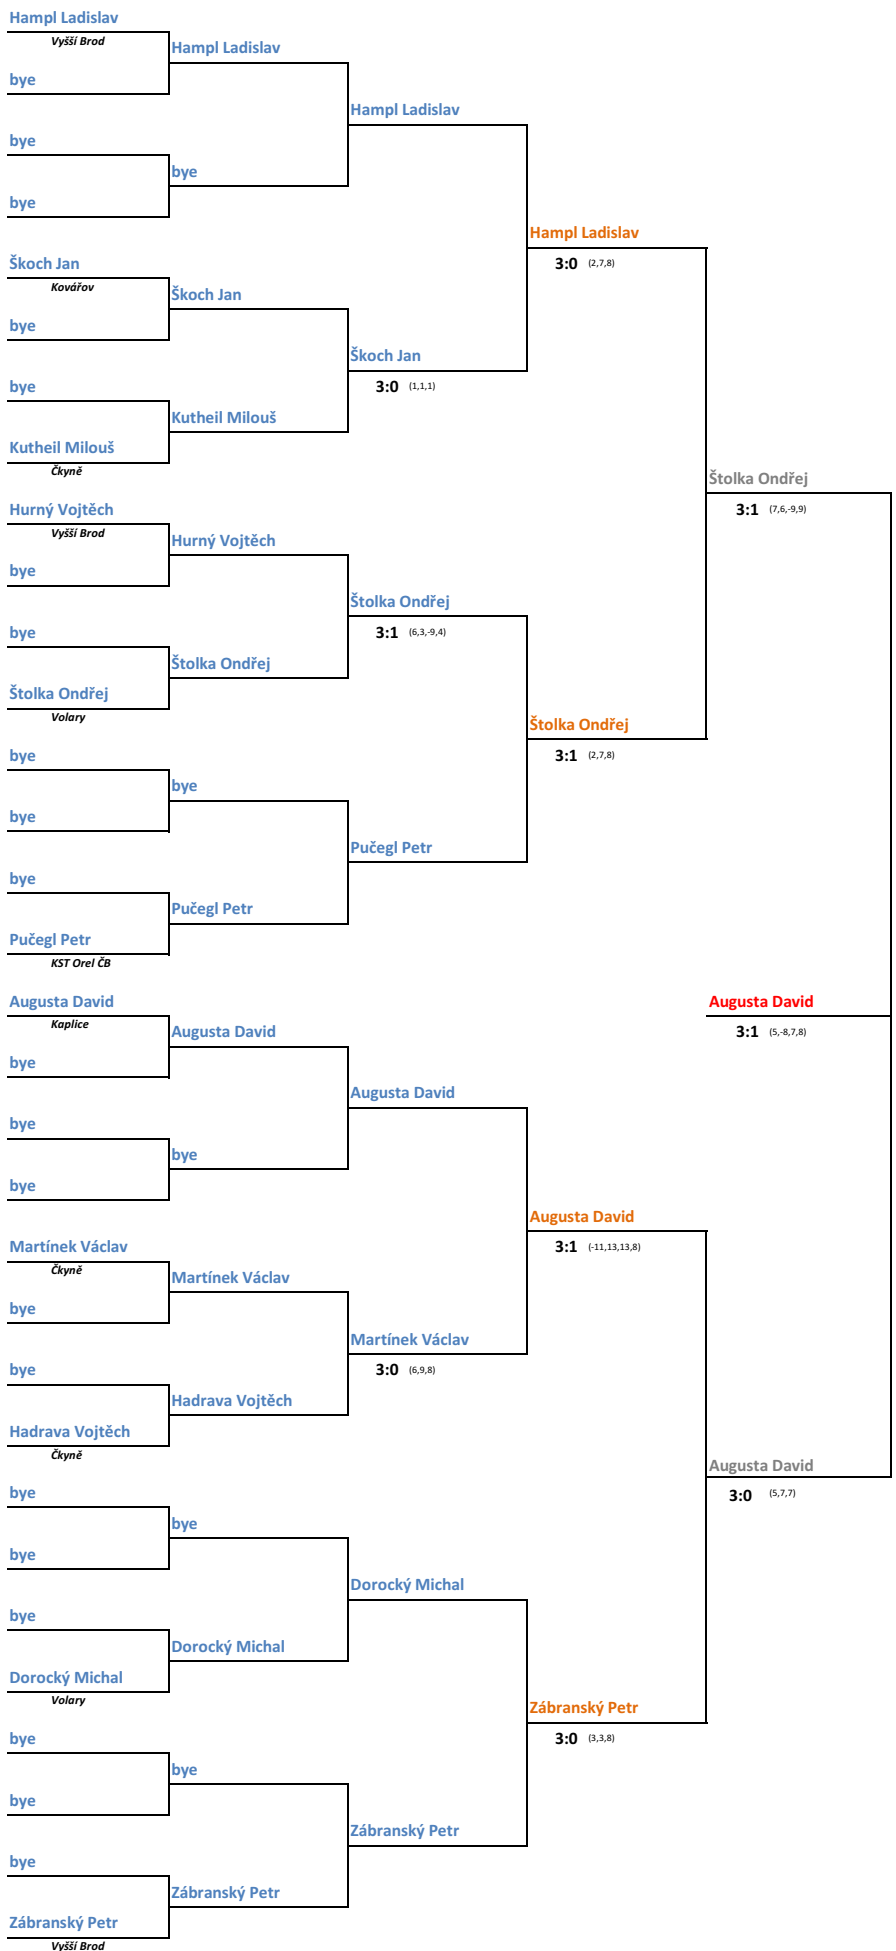 Hampl Ladislav
Vyšší Brod
Hampl Ladislav
bye
Hampl Ladislav
bye
bye
bye
Hampl Ladislav
3:0 (2,7,8)
Škoch Jan
Kovářov
Škoch Jan
bye
Škoch Jan
3:0 (1,1,1)
bye
Kutheil Milouš
Kutheil Milouš
Čkyně
Štolka Ondřej
3:1 (7,6,-9,9)
Hurný Vojtěch
Vyšší Brod
Hurný Vojtěch
bye
Štolka Ondřej
3:1 (6,3,-9,4)
bye
Štolka Ondřej
Štolka Ondřej
Volary
Štolka Ondřej
3:1 (2,7,8)
bye
bye
bye
Pučegl Petr
bye
Pučegl Petr
Pučegl Petr
KST Orel ČB
Augusta David
Kaplice
Augusta David
3:1 (5,-8,7,8)
Augusta David
bye
Augusta David
bye
bye
bye
Augusta David
3:1 (-11,13,13,8)
Martínek Václav
Čkyně
Martínek Václav
bye
Martínek Václav
3:0 (6,9,8)
bye
Hadrava Vojtěch
Hadrava Vojtěch
Čkyně
Augusta David
3:0 (5,7,7)
bye
bye
bye
Dorocký Michal
bye
Dorocký Michal
Dorocký Michal
Volary
Zábranský Petr
3:0 (3,3,8)
bye
bye
bye
Zábranský Petr
bye
Zábranský Petr
Zábranský Petr
Vyšší Brod